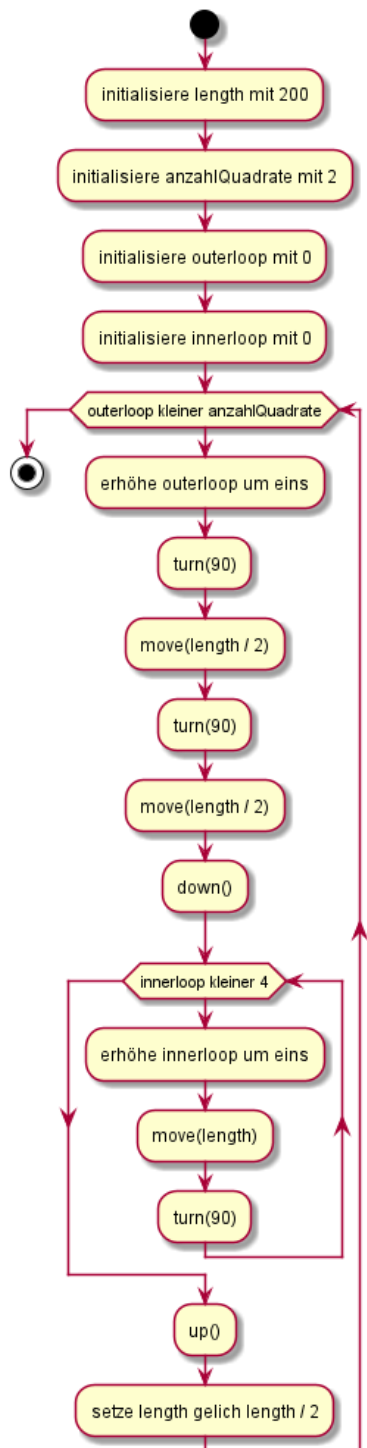 initialisiere length mit 200
initialisiere anzahlQuadrate mit 2
initialisiere outerloop mit 0
initialisiere innerloop mit 0
outerloop kleiner anzahlQuadrate
erhöhe outerloop um eins
turn(90)
move(length / 2)
turn(90)
move(length / 2)
down()
innerloop kleiner 4
erhöhe innerloop um eins
move(length)
turn(90)
up()
setze length gelich length / 2